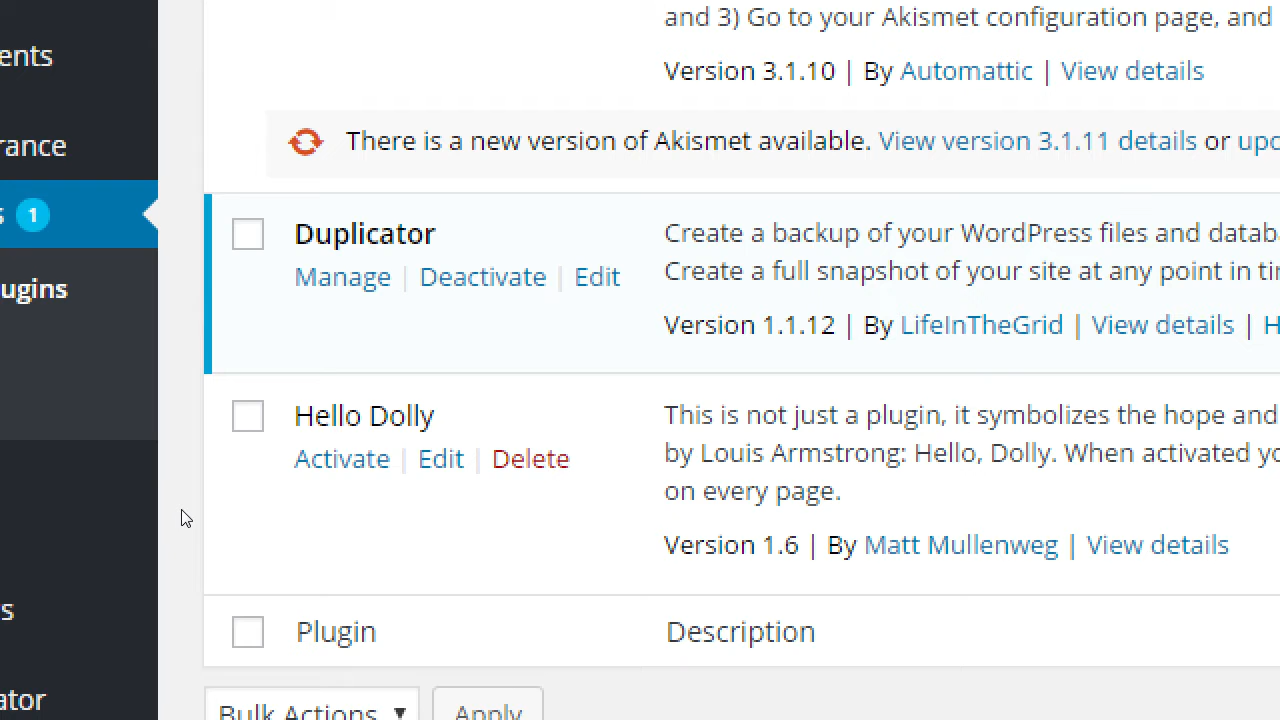 and 3) Go to your Akismet configuration page, and
ents
Version 3.1.10 | By Automattic | View details
rance
There is a new version of Akismet available. View version 3.1.11 details or upd
s 1
Duplicator
Create a backup of your WordPress files and datab
Manage | Deactivate | Edit
Create a full snapshot of your site at any point in ti
ugins
Version 1.1.12 | By LifeInTheGrid | View details | H
Hello Dolly
This is not just a plugin, it symbolizes the hope and
Activate | Edit | Delete
by Louis Armstrong: Hello, Dolly. When activated yo
on every page.
Version 1.6 | By Matt Mullenweg | View details
s
Plugin
Description
ator
Bulk Actions
Apply